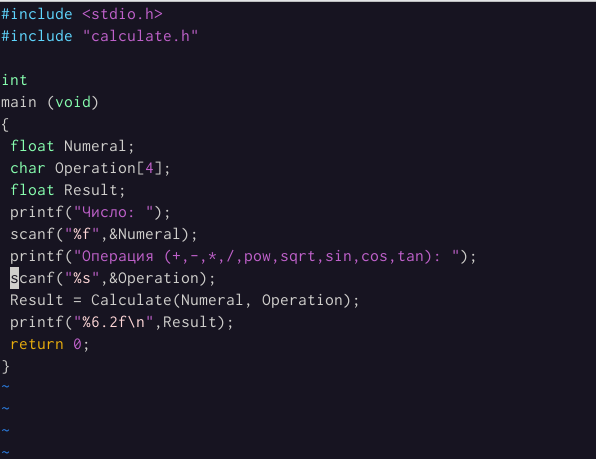 #include <stdio.h>
#include "calculate.h"

int
main (void)
{
 float Numeral;
 char Operation[4];
 float Result;
 printf("Число: ");
 scanf("%f",&Numeral);
 printf("Операция (+,-,*,/,pow,sqrt,sin,cos,tan): ");
 scanf("%s",&Operation);
 Result = Calculate(Numeral, Operation);
 printf("%6.2f\n",Result);
 return 0;
}
~
~
~
~